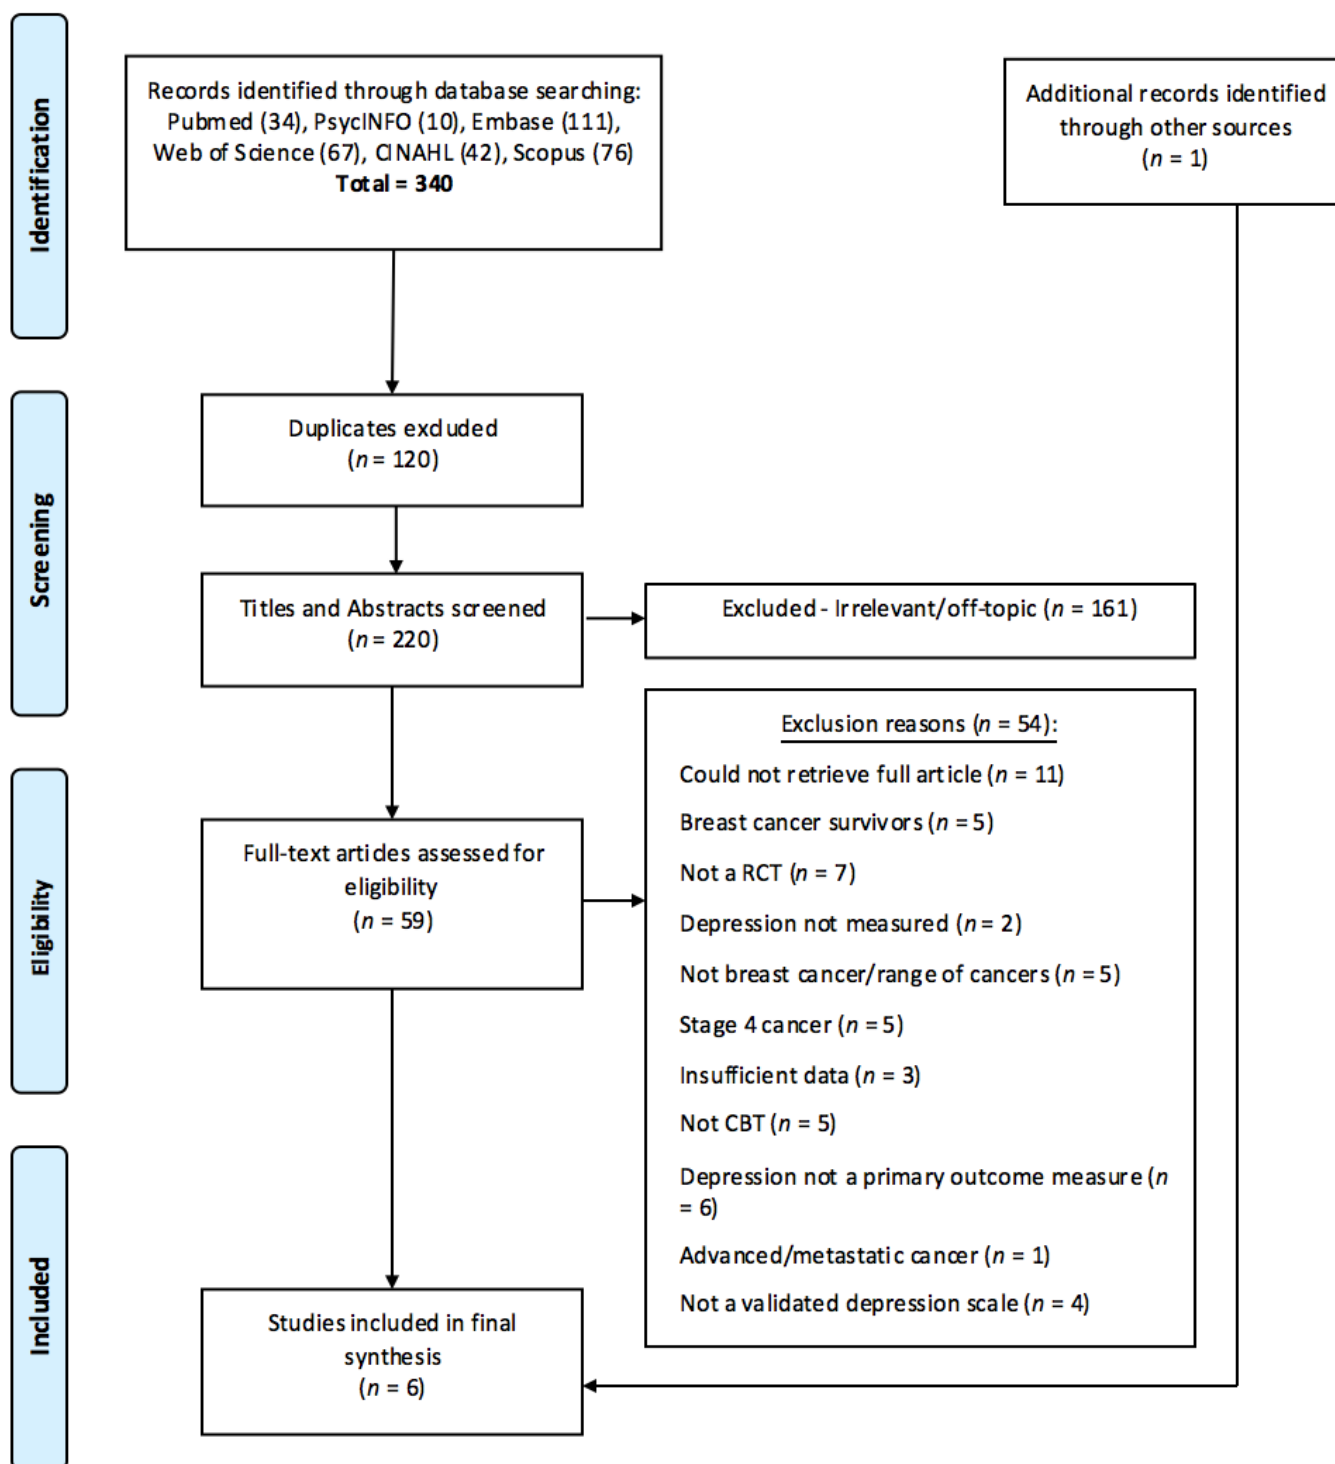 Identification
Records identified through database searching:
Pubmed (34), PsycINFO (10), Embase (111),
Web of Science (67), CINAHL (42), Scopus (76)
Total = 340
Additional records identified
through other sources
(n = 1)
Screening
Duplicates excluded
(n = 120)
Titles and Abstracts screened
(n = 220)
Excluded - Irrelevant/off-topic (n = 161)
Eligibility
Full-text articles assessed for
eligibility
(n = 59)
Exclusion reasons (n = 54):
Could not retrieve full article (n = 11)
Breast cancer survivors (n = 5)
Not a RCT (n = 7)
Depression not measured (n = 2)
Not breast cancer/range of cancers (n = 5)
Stage 4 cancer (n = 5)
Insufficient data (n = 3)
Not CBT (n = 5)
Depression not a primary outcome measure (n
= 6)
Advanced/metastatic cancer (n = 1)
Not a validated depression scale (n = 4)
Included
Studies included in final
synthesis
(n = 6)